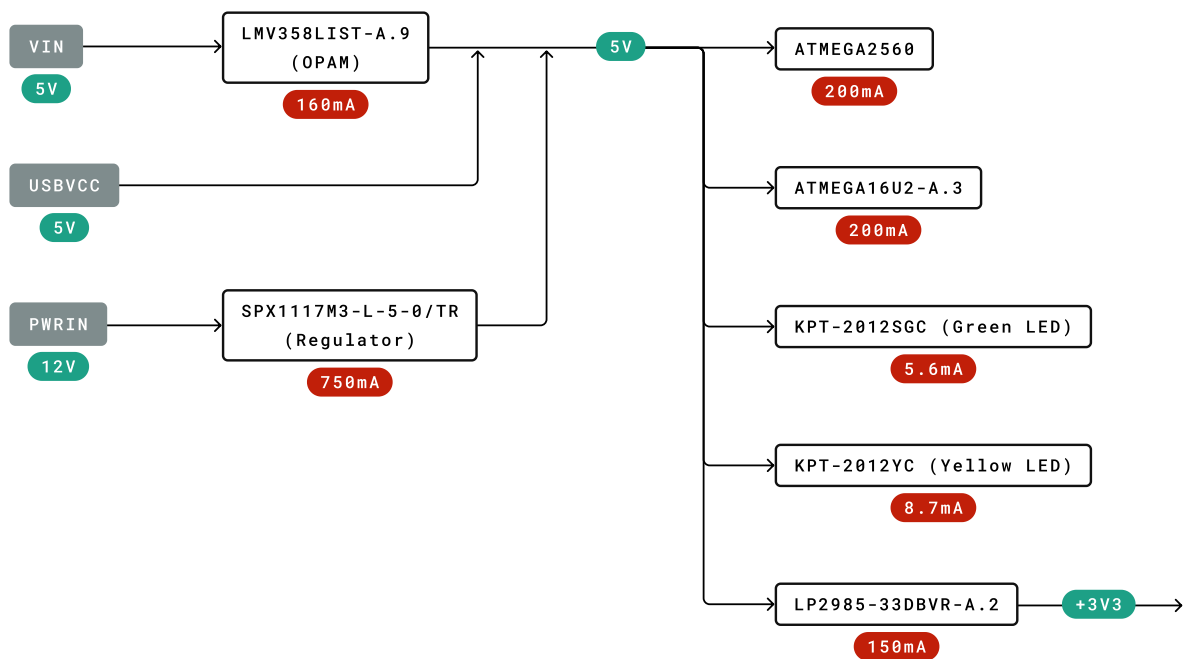 VIN
5V
LMV358LIST-A.9
(OPAM)
160mA
5V
ATMEGA2560
200mA
USBVCC
5V
ATMEGA16U2-A.3
200mA
PWRIN
12V
SPX1117M3-L-5-0/TR
(Regulator)
750mA
KPT-2012SGC (Green LED)
5.6mA
KPT-2012YC (Yellow LED)
8.7mA
LP2985-33DBVR-A.2
150mA
+3V3